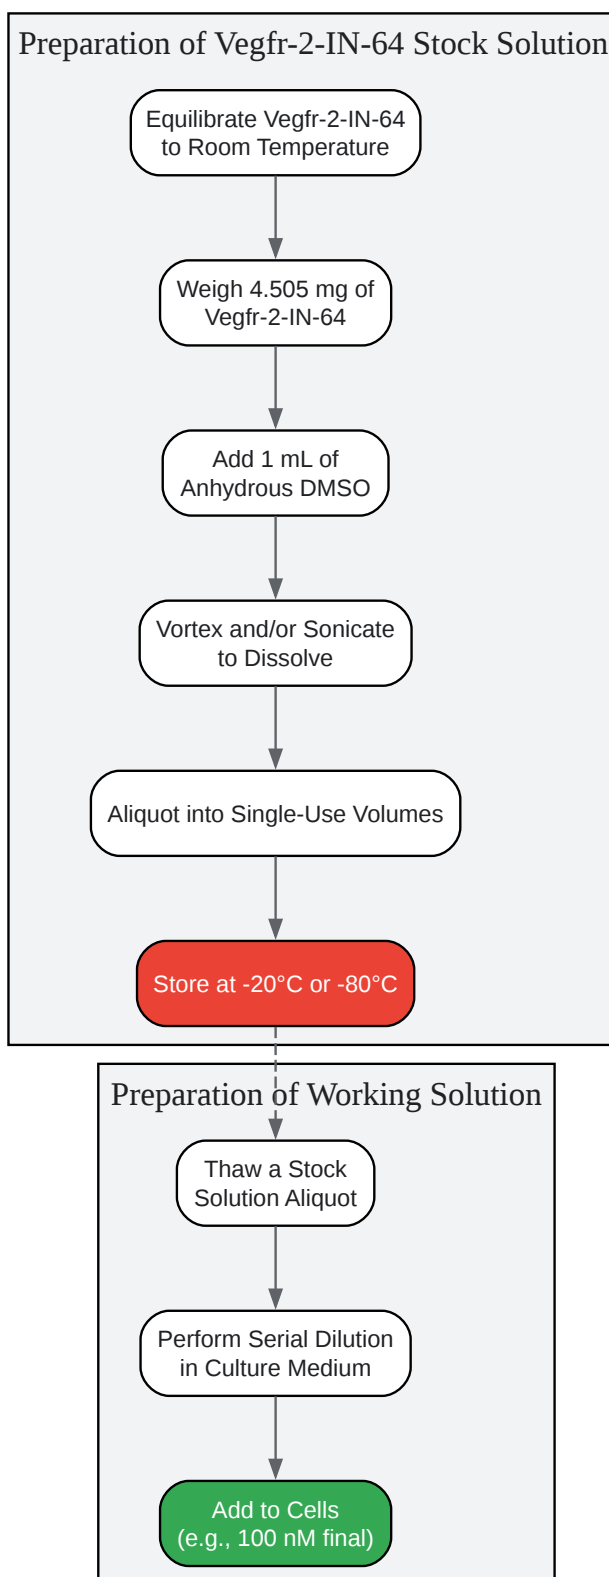 Preparation of Vegfr-2-IN-64 Stock Solution
Equilibrate Vegfr-2-IN-64
to Room Temperature
Weigh 4.505 mg of
Vegfr-2-IN-64
Add 1 mL of
Anhydrous DMSO
Vortex and/or Sonicate
to Dissolve
Aliquot into Single-Use Volumes
Store at -20°C or -80°C
Preparation of Working Solution
Thaw a Stock
Solution Aliquot
Perform Serial Dilution
in Culture Medium
Add to Cells
(e.g., 100 nM final)